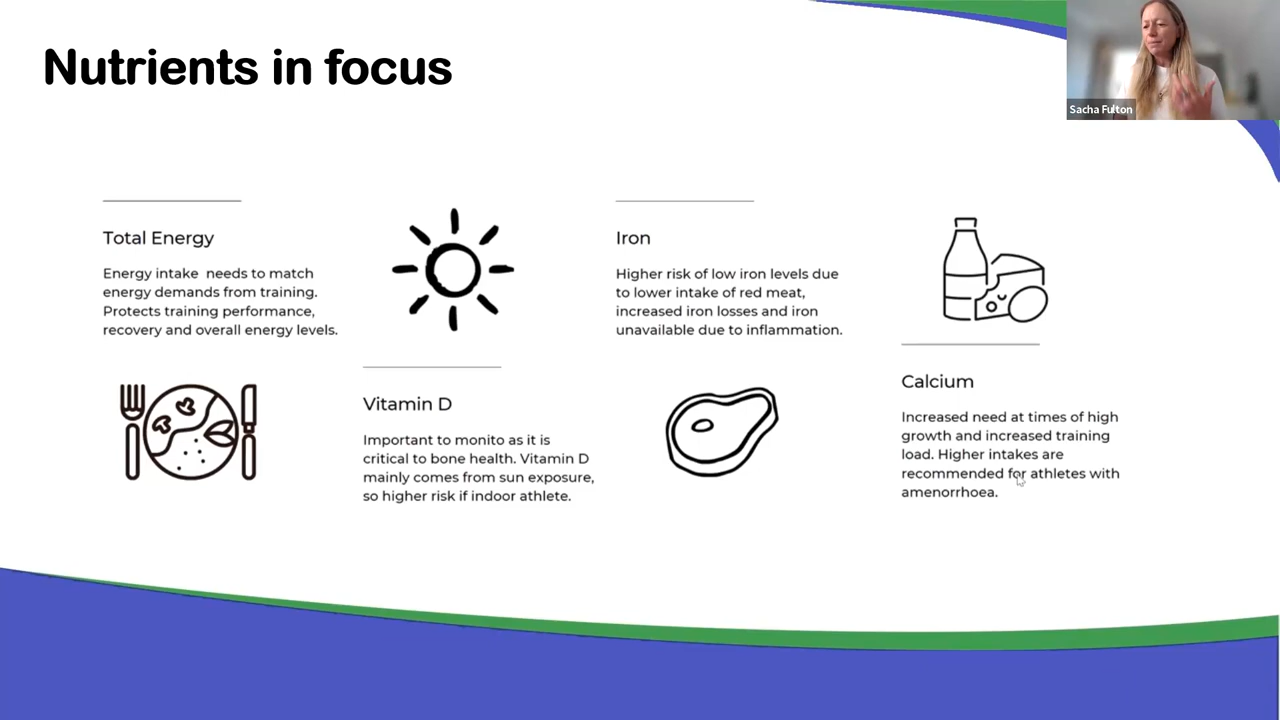 Nutrients in focus
Sacha Fulton
Total Energy
Energy intake needs to match
energy demands from training.
Protects training performance,
recovery and overall energy levels.
Vitamin D
Important to monito as it is
critical to bone health. Vitamin D
mainly comes from sun exposure,
so higher risk if indoor athlete.
Iron
Higher risk of low iron levels due
to lower intake of red meat,
increased iron losses and iron
unavailable due to inflammation.
Calcium
Increased need at times of high
growth and increased training
load. Higher intakes are
recommended for athletes with
amenorrhoea.